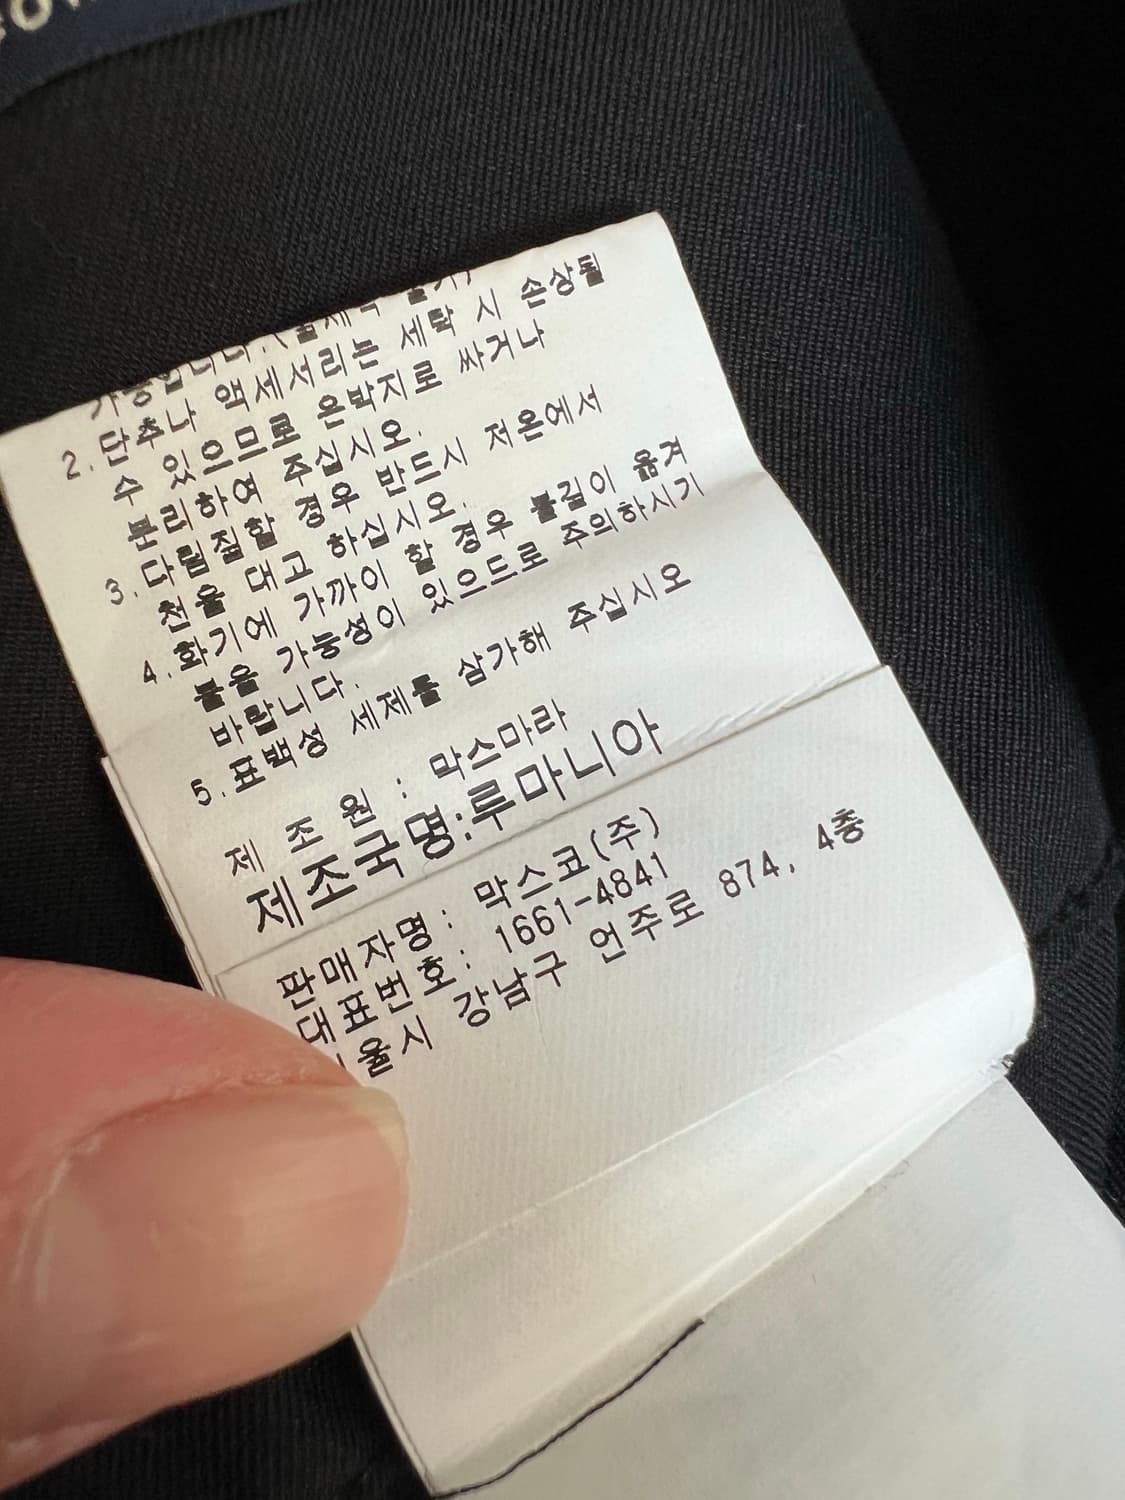 2.단추나 액세서리는 세탁 시 손상될
수 있으므로 은박지로 싸거나
분리하여 주십시오.
3.다림질할 경우 반드시 저온에서
천을 대고 하십시오.
4.화기에 가까이 할 경우 불길이 옮겨
붙을 가능성이 있으므로 주의하시기
바랍니다.
5.표백성 세제를 삼가해 주십시오
제 조 원 : 막스마라
제조국명:루마니아
판매자명: 막스코(주)
대표번호: 1661-4841
울시 강남구 언주로 874, 4층